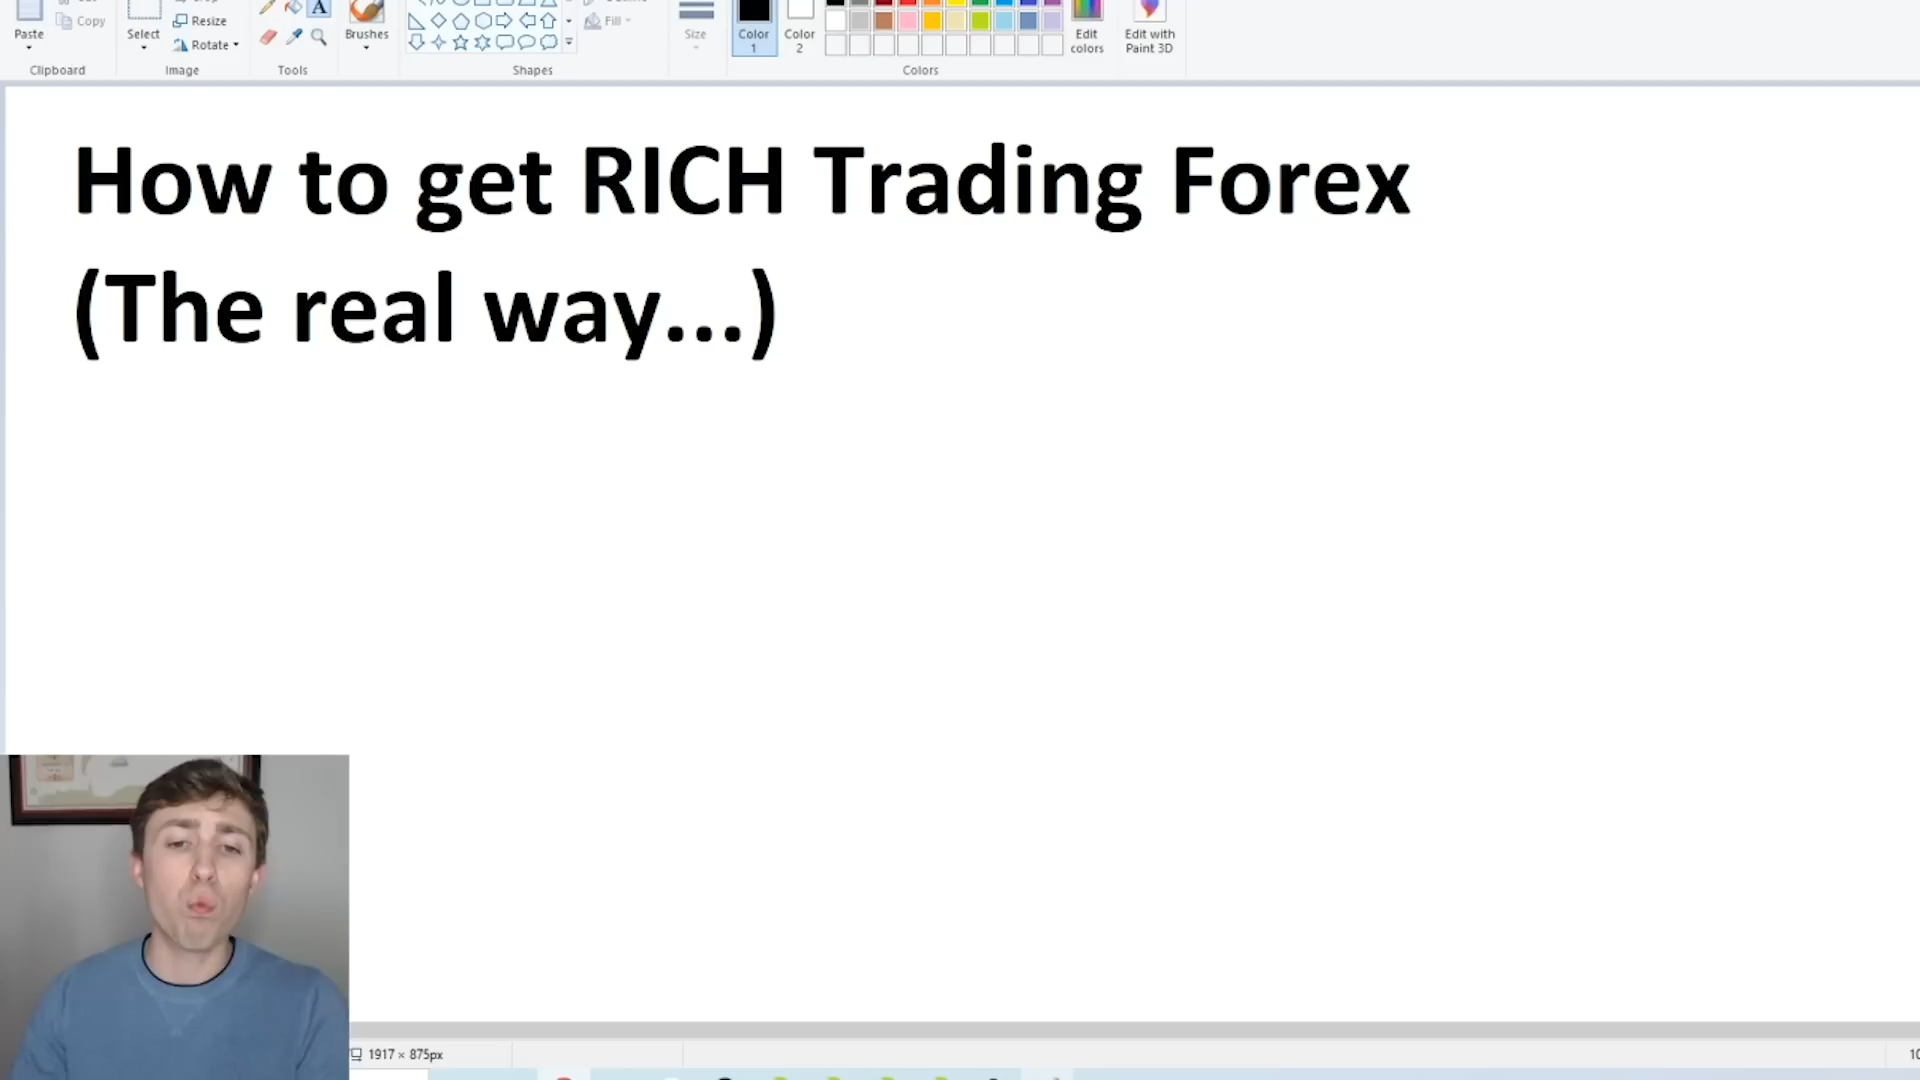 Paste
Copy
Clipboard
Select
Resize
Rotate
Image
A
Tools
Brushes
Shapes
Fill
Size
Color
1
Color
2
Colors
Edit
colors
Edit with
Paint 3D
How to get RICH Trading Forex
(The real way...)
1917 × 875px